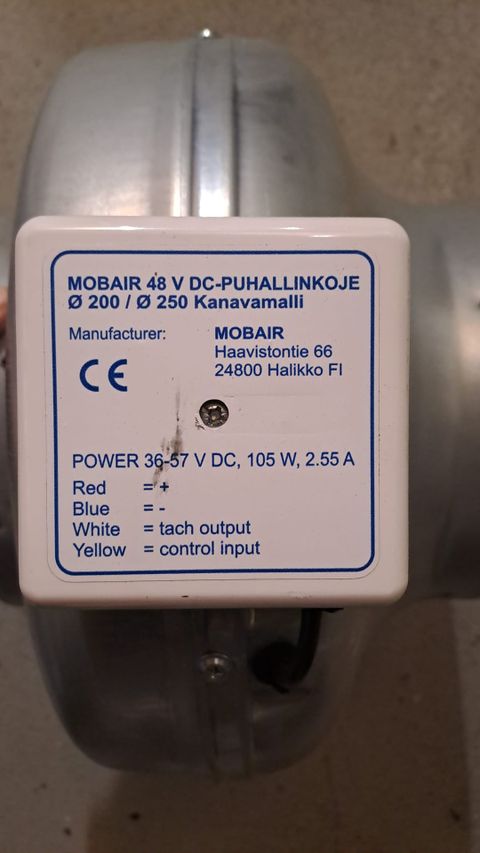 MOBAIR 48 V DC-PUHALLINKOJE
Ø 200 / Ø 250 Kanavamalli
Manufacturer: MOBAIR
Haavistontie 66
24800 Halikko FI
CE
POWER 36-57 V DC, 105 W, 2.55 A
Red = +
Blue = -
White = tach output
Yellow = control input